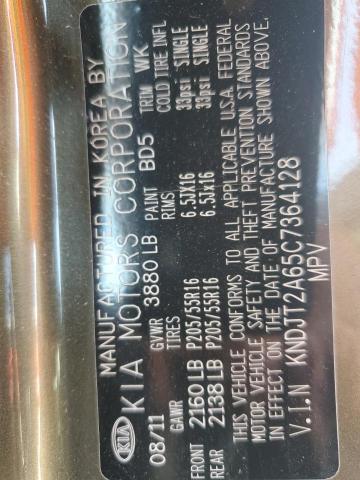 MANUFACTURED IN KOREA BY
KIA KIA MOTORS CORPORATION
08/11 GVWR 3880 LB PAINT BD5 TRIM WK
GAWR TIRES RIMS COLD TIRE INFL
FRONT 2160 LB P205/55R16 6.5JX16 33psi SINGLE
REAR 2138 LB P205/55R16 6.5JX16 33psi SINGLE
THIS VEHICLE CONFORMS TO ALL APPLICABLE U.S.A. FEDERAL
MOTOR VEHICLE SAFETY AND THEFT PREVENTION STANDARDS
IN EFFECT ON THE DATE OF MANUFACTURE SHOWN ABOVE.
V.I.N KNDJT2A65C7364128
MPV